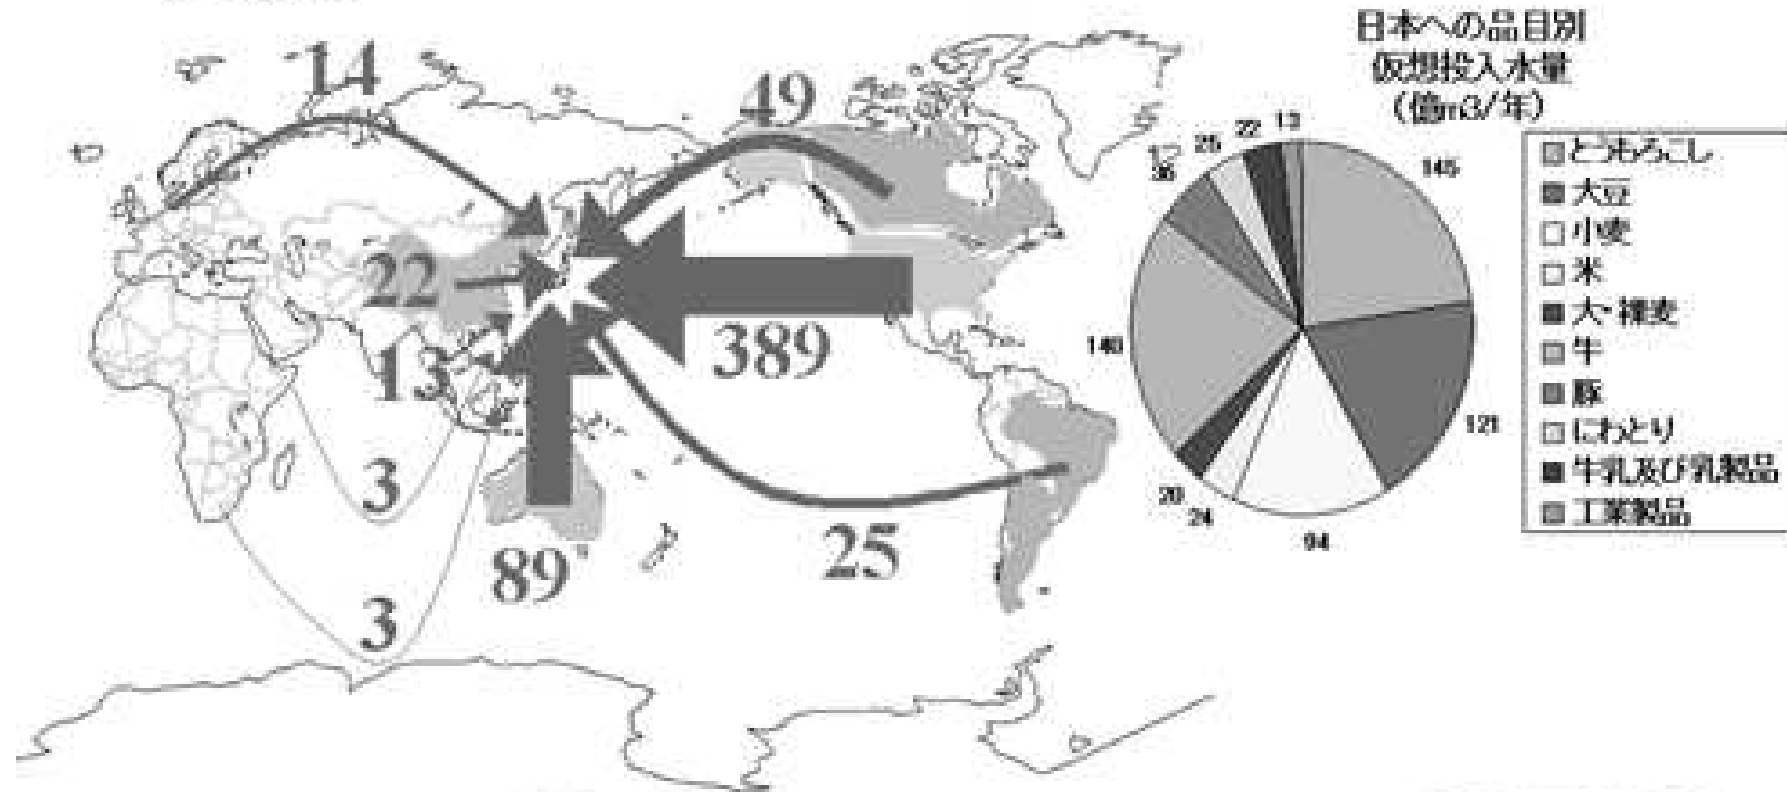 14
49
22
13
389
3
89
25
3
日本への品目別
仮想投入水量
(億m3/年)
13
22
25
36
145
140
121
20
24
94
とうもろこし
大豆
小麦
米
大・裸麦
牛
豚
にわとり
牛乳及び乳製品
工業製品